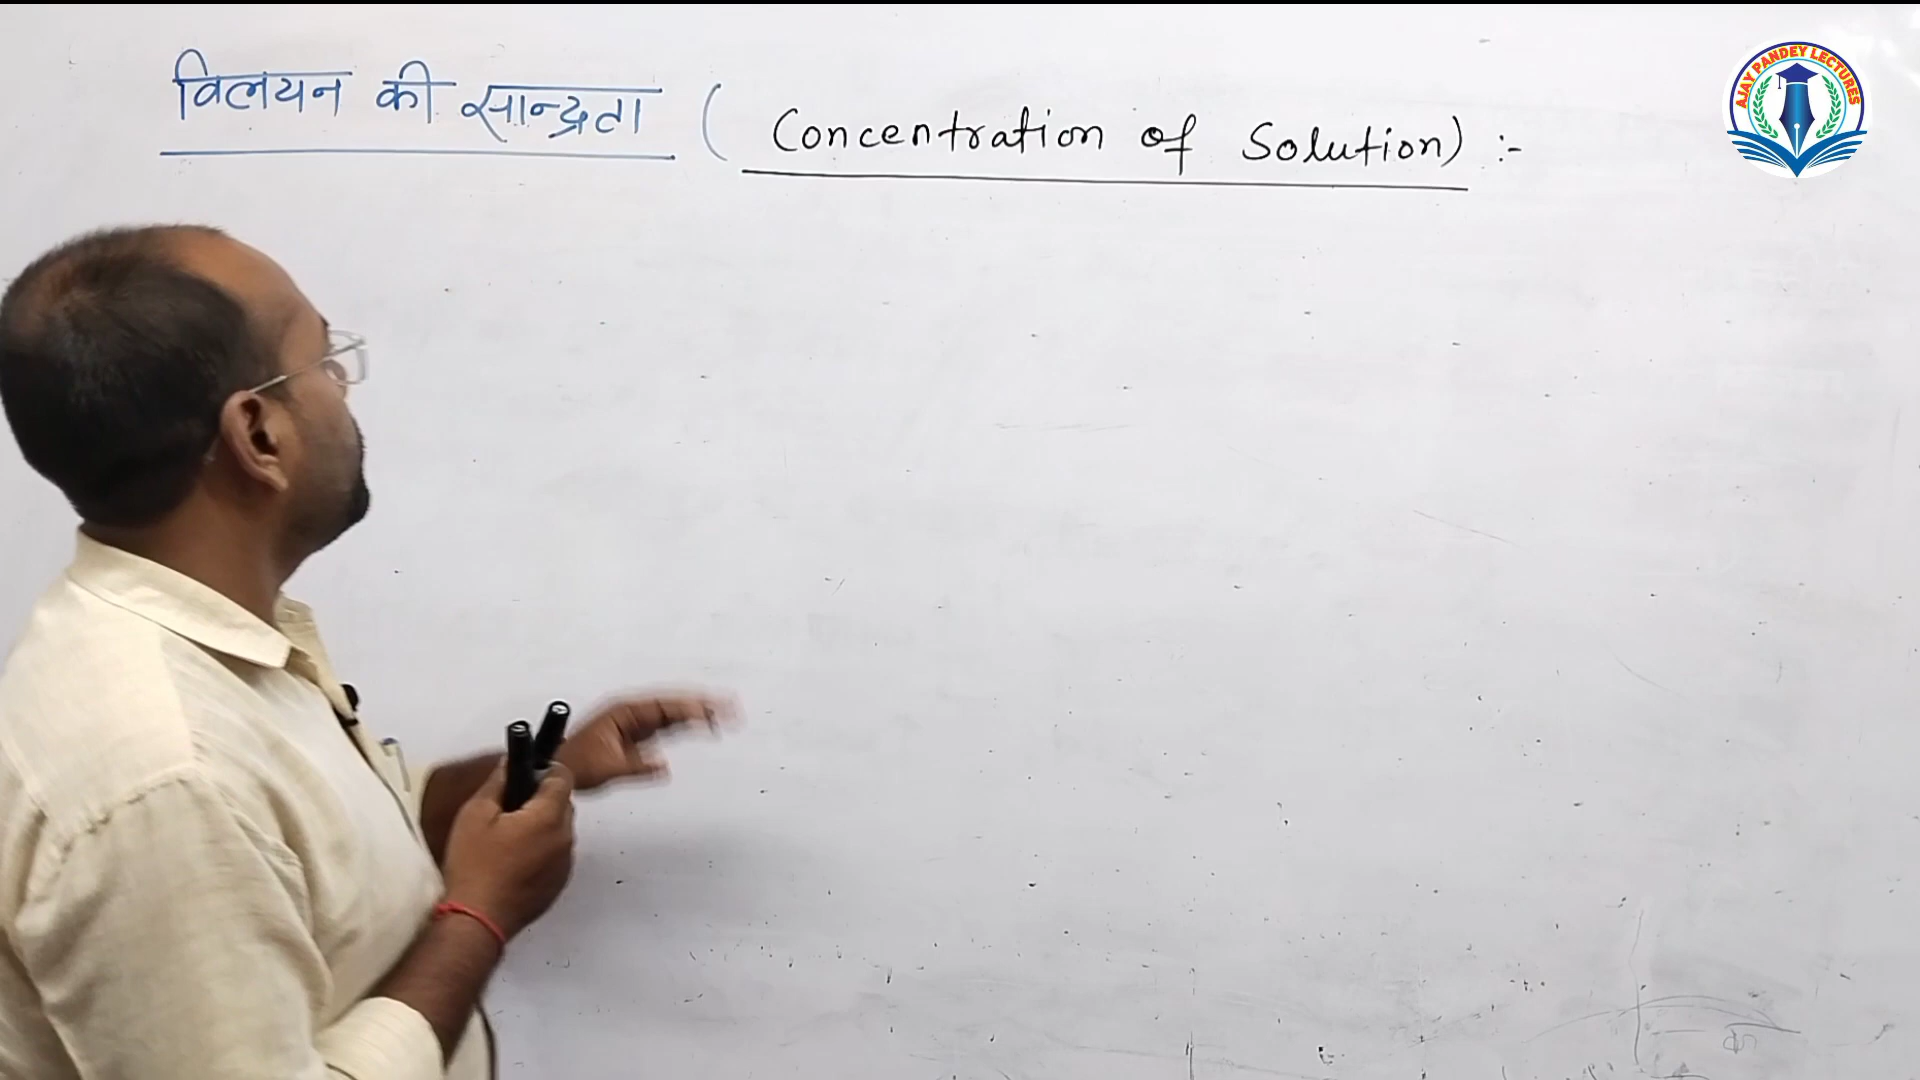 विलयन की सान्द्रता ( Concentration of Solution) :-
AJAY PANDEY LECTURES